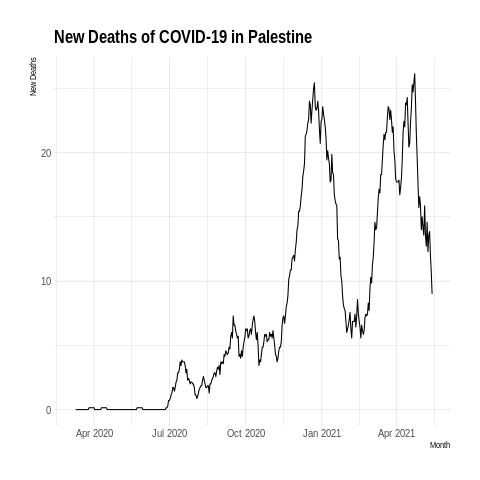 New Deaths of COVID-19 in Palestine
New Deaths
20
10
0
Apr 2020 Jul 2020 Oct 2020 Jan 2021 Apr 2021
Month